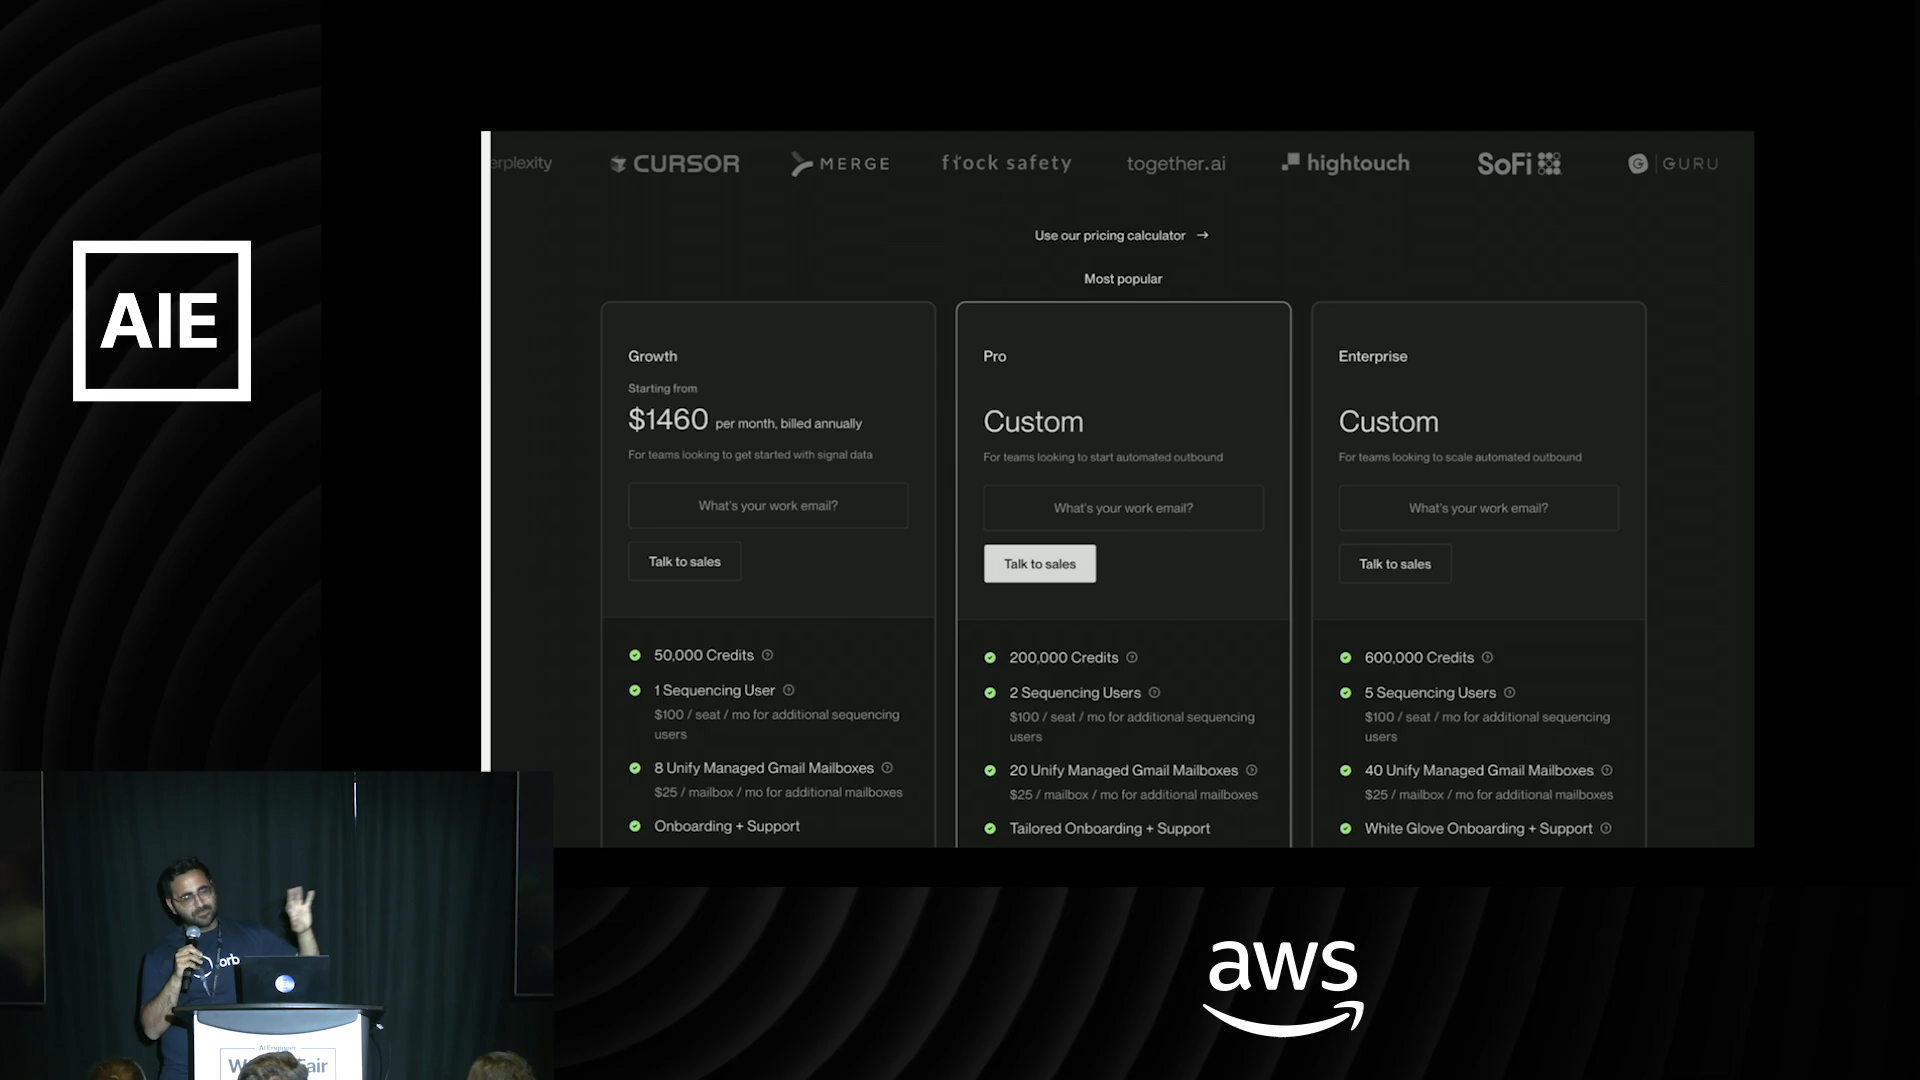 AIE
erplexity
CURSOR
MERGE
flock safety
together.ai
hightouch
SoFi
G GURU
Use our pricing calculator →
Most popular
Growth
Starting from
$1460 per month, billed annually
For teams looking to get started with signal data
What's your work email?
Talk to sales
50,000 Credits
1 Sequencing User
$100 / seat / mo for additional sequencing
users
8 Unify Managed Gmail Mailboxes
$25 / mailbox / mo for additional mailboxes
Onboarding + Support
Pro
Custom
For teams looking to start automated outbound
What's your work email?
Talk to sales
200,000 Credits
2 Sequencing Users
$100 / seat / mo for additional sequencing
users
20 Unify Managed Gmail Mailboxes
$25 / mailbox / mo for additional mailboxes
Tailored Onboarding + Support
Enterprise
Custom
For teams looking to scale automated outbound
What's your work email?
Talk to sales
600,000 Credits
5 Sequencing Users
$100 / seat / mo for additional sequencing
users
40 Unify Managed Gmail Mailboxes
$25 / mailbox / mo for additional mailboxes
White Glove Onboarding + Support
orb
AI Engineer
aws